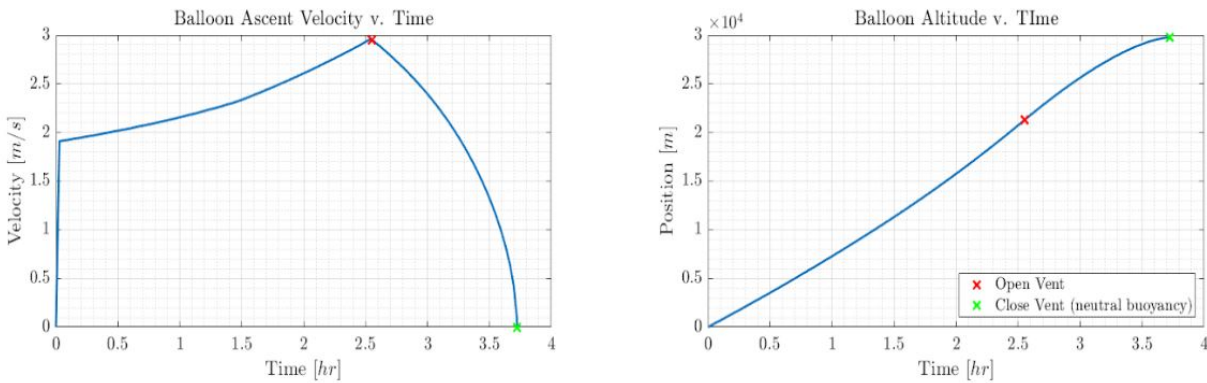 Balloon Ascent Velocity v. Time
3
2.5
2
1.5
1
0.5
0
Velocity [m/s]
0 0.5 1 1.5 2 2.5 3 3.5 4
Time [hr]
Balloon Altitude v. TIme
×10⁴
3
2.5
2
1.5
1
0.5
0
Position [m]
Open Vent
Close Vent (neutral buoyancy)
0 0.5 1 1.5 2 2.5 3 3.5 4
Time [hr]